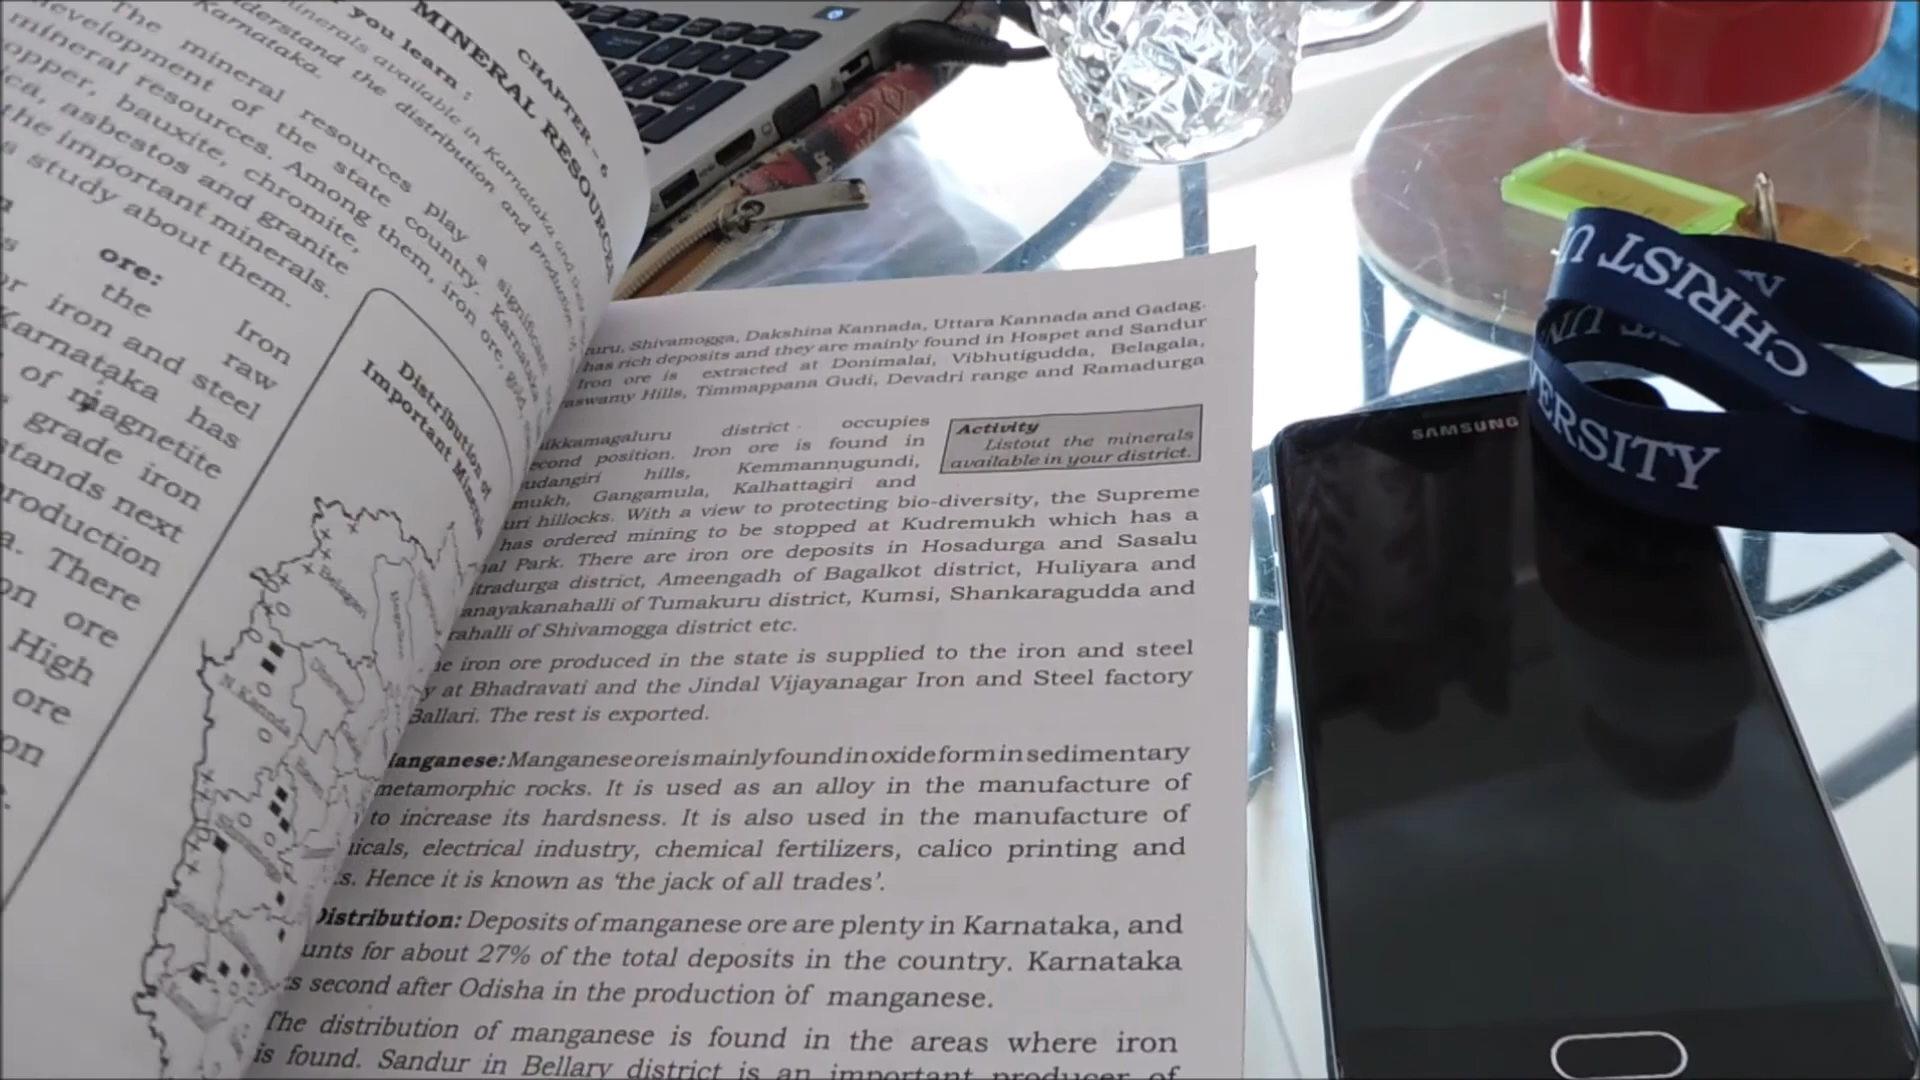 CHAPTER - 6
MINERAL RESOURCES
you learn :
minerals available in Karnataka and
understand the distribution and production
Karnataka.
The mineral resources play a
development of the state country. Karnataka
mineral resources. Among them, iron ore, gold,
copper, bauxite, chromite,
asbestos and granite
the important minerals.
study about them.
ore: Iron
the raw
for iron and steel
Karnataka has
of magnetite
grade iron
stands next
production
There
ore
High
ore
Distribution of
Important Mineral
Belagavi
N.Kannada
Shivamogga, Dakshina Kannada, Uttara Kannada and Gadag.
has rich deposits and they are mainly found in Hospet and Sandur
Iron ore is extracted at Donimalai, Vibhutigudda, Belagala,
aswamy Hills, Timmappana Gudi, Devadri range and Ramadurga
ikkamagaluru district occupies
econd position. Iron ore is found in
udangiri hills, Kemmannugundi,
mukh, Gangamula, Kalhattagiri and
uri hillocks. With a view to protecting bio-diversity, the Supreme
has ordered mining to be stopped at Kudremukh which has a
nal Park. There are iron ore deposits in Hosadurga and Sasalu
itradurga district, Ameengadh of Bagalkot district, Huliyara and
anayakanahalli of Tumakuru district, Kumsi, Shankaragudda and
rahalli of Shivamogga district etc.
Activity
Listout the minerals
available in your district.
e iron ore produced in the state is supplied to the iron and steel
y at Bhadravati and the Jindal Vijayanagar Iron and Steel factory
Ballari. The rest is exported.
anganese: Manganese ore is mainly found in oxide form in sedimentary
metamorphic rocks. It is used as an alloy in the manufacture of
to increase its hardsness. It is also used in the manufacture of
icals, electrical industry, chemical fertilizers, calico printing and
s. Hence it is known as 'the jack of all trades'.
Distribution: Deposits of manganese ore are plenty in Karnataka, and
unts for about 27% of the total deposits in the country. Karnataka
s second after Odisha in the production of manganese.
The distribution of manganese is found in the areas where iron
is found. Sandur in Bellary district is an important producer of
SAMSUNG
CHRIST
UN
ERSITY